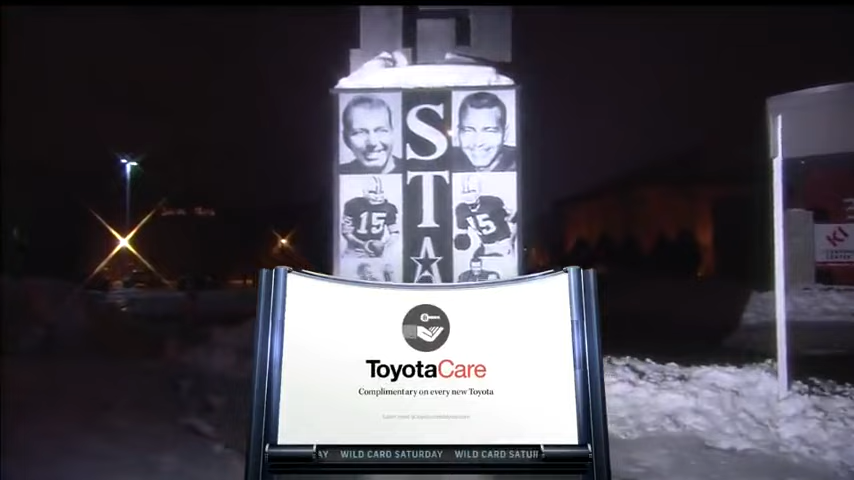 S
T
A
15
15
KI
ToyotaCare
Complimentary on every new Toyota
AY WILD CARD SATURDAY WILD CARD SATUR